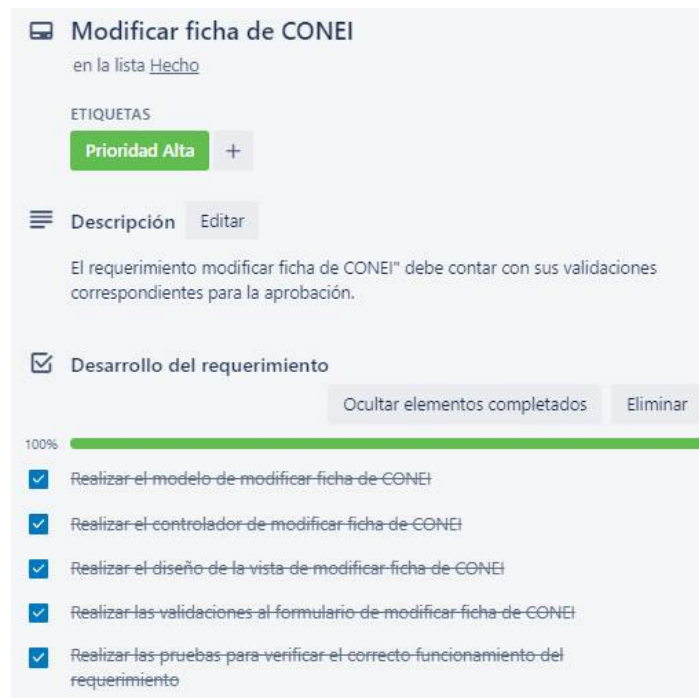 Modificar ficha de CONEI
en la lista Hecho
ETIQUETAS
Prioridad Alta +
Descripción Editar
El requerimiento modificar ficha de CONEI" debe contar con sus validaciones
correspondientes para la aprobación.
Desarrollo del requerimiento
Ocultar elementos completados Eliminar
100%
Realizar el modelo de modificar ficha de CONEI
Realizar el controlador de modificar ficha de CONEI
Realizar el diseño de la vista de modificar ficha de CONEI
Realizar las validaciones al formulario de modificar ficha de CONEI
Realizar las pruebas para verificar el correcto funcionamiento del
requerimiento